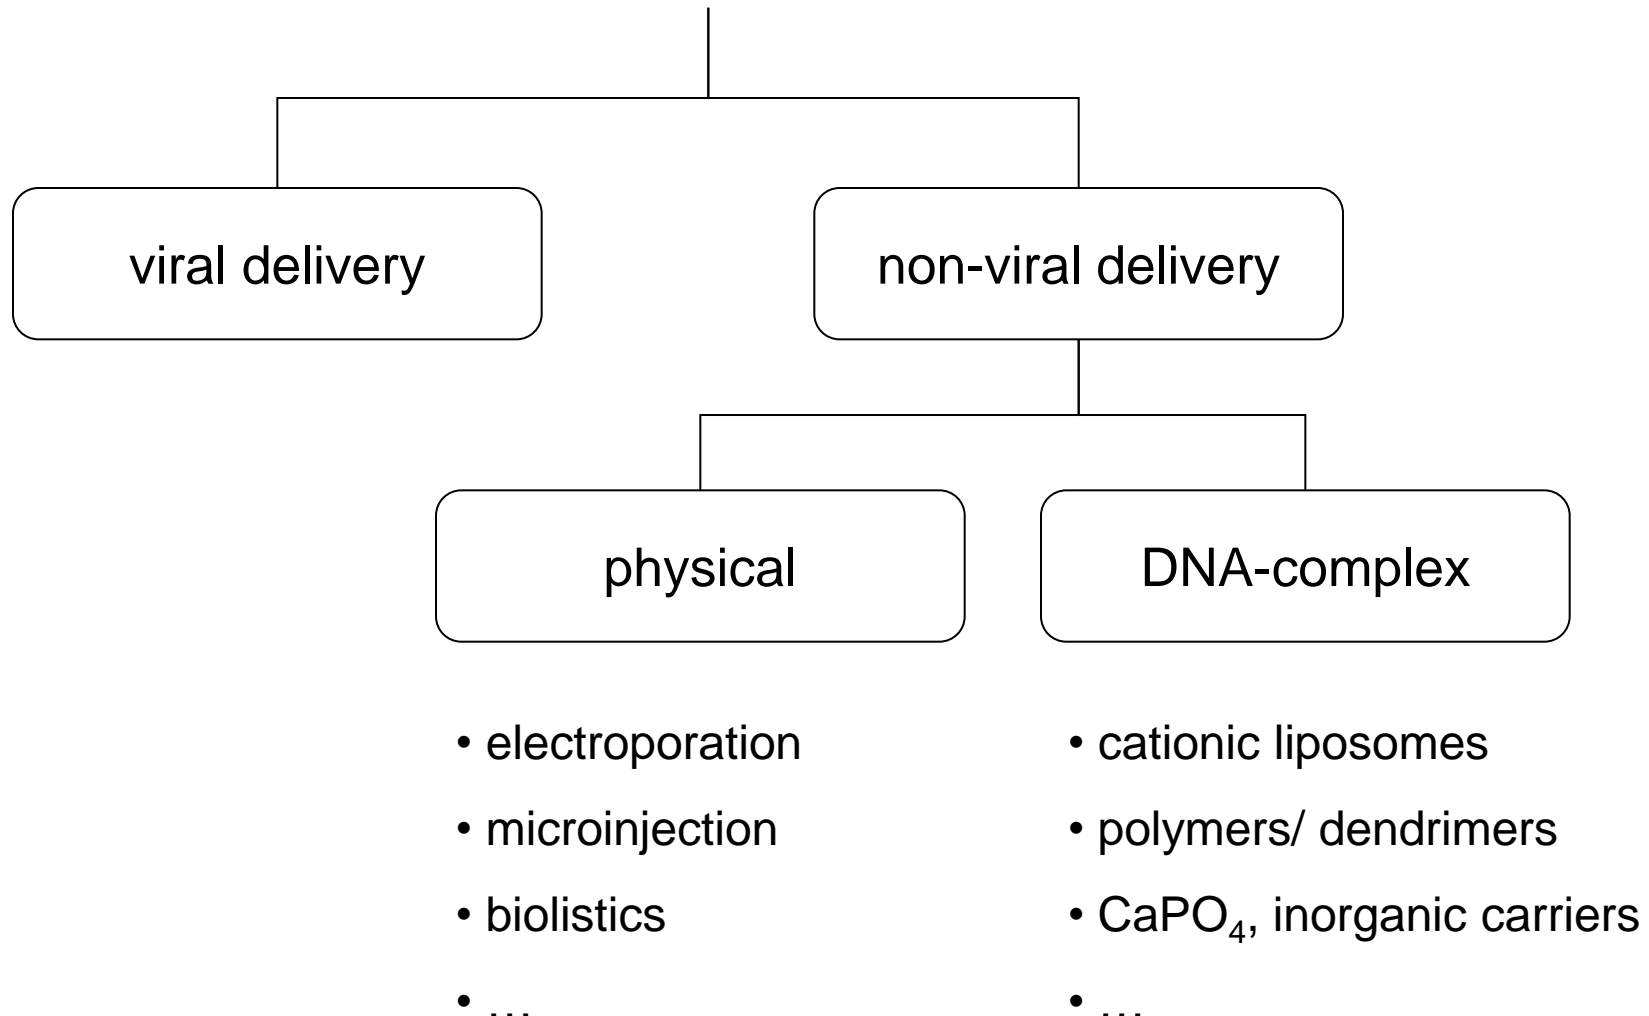 viral delivery
non-viral delivery
physical
DNA-complex
• electroporation
• microinjection
• biolistics
• ...
• cationic liposomes
• polymers/ dendrimers
• CaPO₄, inorganic carriers
• ...